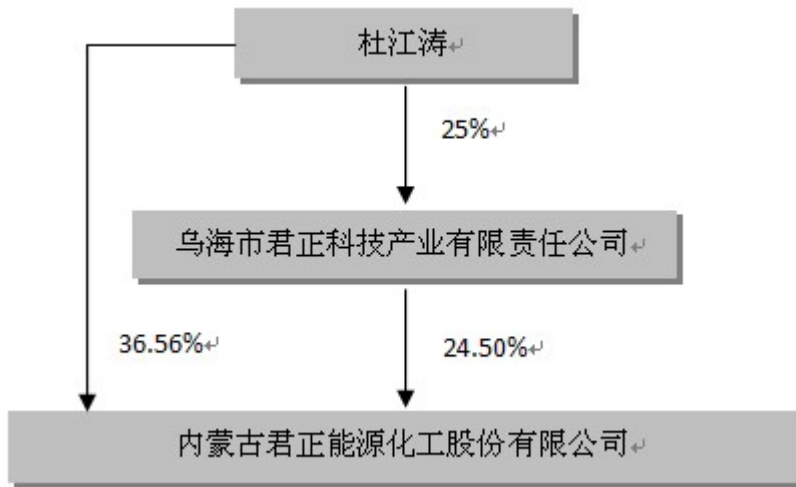 杜江涛
25%
乌海市君正科技产业有限责任公司
36.56%
24.50%
内蒙古君正能源化工股份有限公司